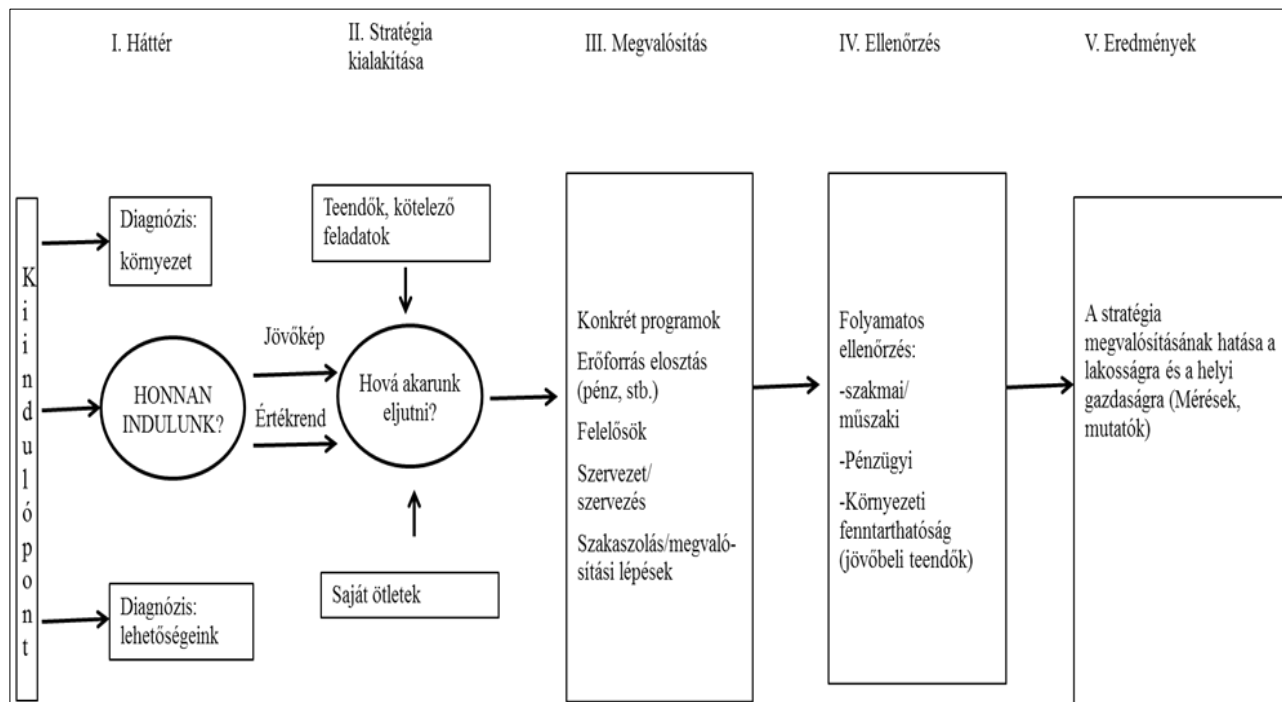 I. Háttér
II. Stratégia
kialakítása
III. Megvalósítás
IV. Ellenőrzés
V. Eredmények
Kiindulópont
Diagnózis:
környezet
HONNAN
INDULUNK?
Diagnózis:
lehetőségeink
Jövőkép
Értékrend
Teendők, kötelező
feladatok
Hová akarunk
eljutni?
Saját ötletek
Konkrét programok
Erőforrás elosztás
(pénz, stb.)
Felelősök
Szervezet/
szervezés
Szakaszolás/megvaló-
sítási lépések
Folyamatos
ellenőrzés:
-szakmai/
műszaki
-Pénzügyi
-Környezeti
fenntarthatóság
(jövőbeli teendők)
A stratégia
megvalósításának hatása a
lakosságra és a helyi
gazdaságra (Mérések,
mutatók)